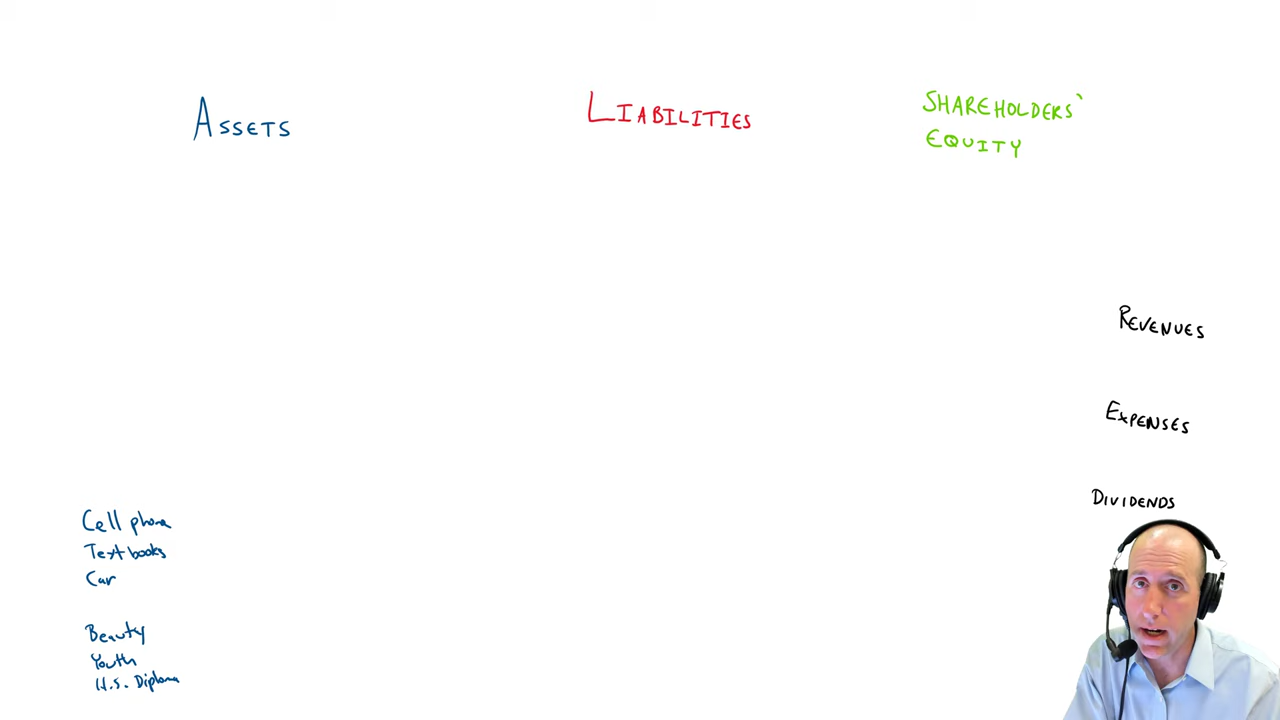 ASSETS
LIABILITIES
SHAREHOLDERS'
EQUITY
REVENUES
EXPENSES
DIVIDENDS
Cell phone
Textbooks
Car
Beauty
Youth
H.S. Diploma